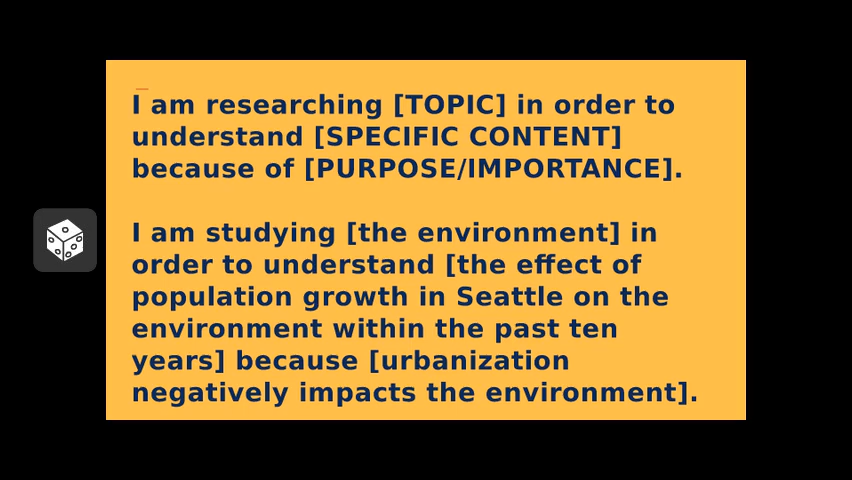 I am researching [TOPIC] in order to
understand [SPECIFIC CONTENT]
because of [PURPOSE/IMPORTANCE].
I am studying [the environment] in
order to understand [the effect of
population growth in Seattle on the
environment within the past ten
years] because [urbanization
negatively impacts the environment].